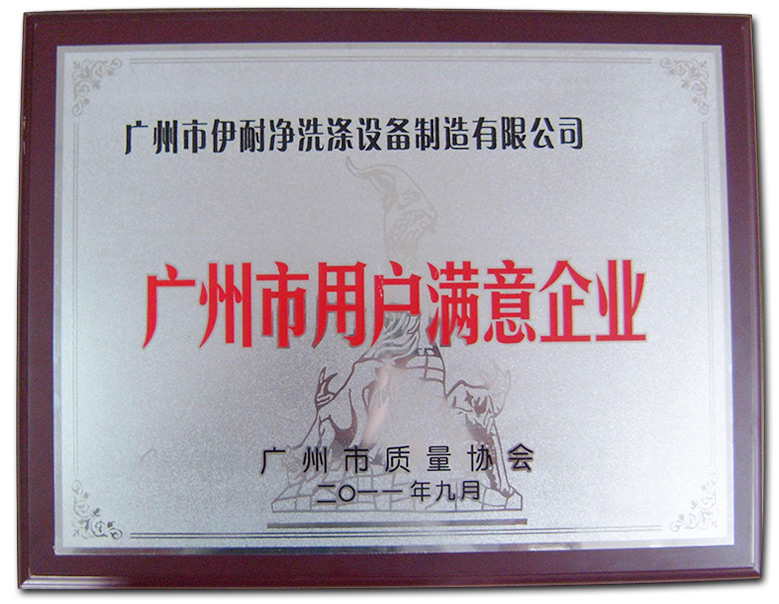 广州市伊耐净洗涤设备制造有限公司
广州市用户满意企业
广州市质量协会
二〇一一年九月